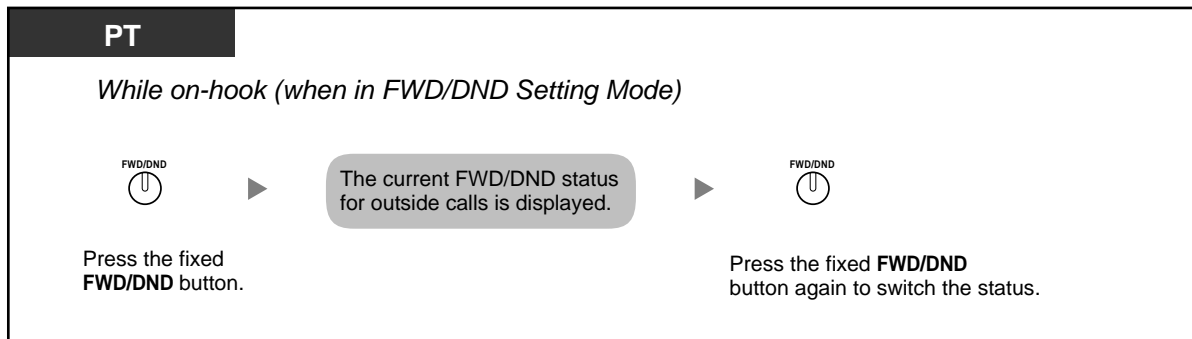 PT
While on-hook (when in FWD/DND Setting Mode)
FWD/DND
The current FWD/DND status
for outside calls is displayed.
FWD/DND
Press the fixed
FWD/DND button.
Press the fixed FWD/DND
button again to switch the status.